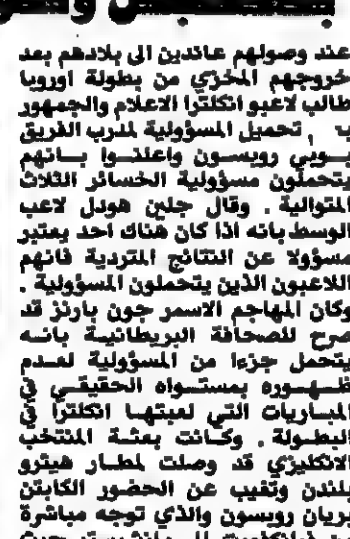 عند وصولهم عائدين الى بلادهم بعد
خروجهم المخزي من بطولة اوروبا
طالب لاعبو انكلترا الاعلام والجمهور
تحميل المسؤولية لمدرب الفريق
بوبي روبسون واعلنوا بانهم
يتحملون مسؤولية الخسائر الثلاث
المتوالية . وقال جلين هودل لاعب
الوسط بانه اذا كان هناك احد يعتبر
مسؤولا عن النتائج المتردية فانهم
اللاعبون الذين يتحملون المسؤولية .
وكان المهاجم الاسمر جون بارنز قد
صرح للصحافة البريطانية بانه
يتحمل جزءا من المسؤولية لعدم
ظهوره بمستواه الحقيقي في
المباريات التي لعبتها انكلترا في
البطولة . وكانت بعثة المنتخب
الانكليزي قد وصلت لمطار هيثرو
بلندن وتغيب عن الحضور الكابتن
بريان روبسون والذي توجه مباشرة